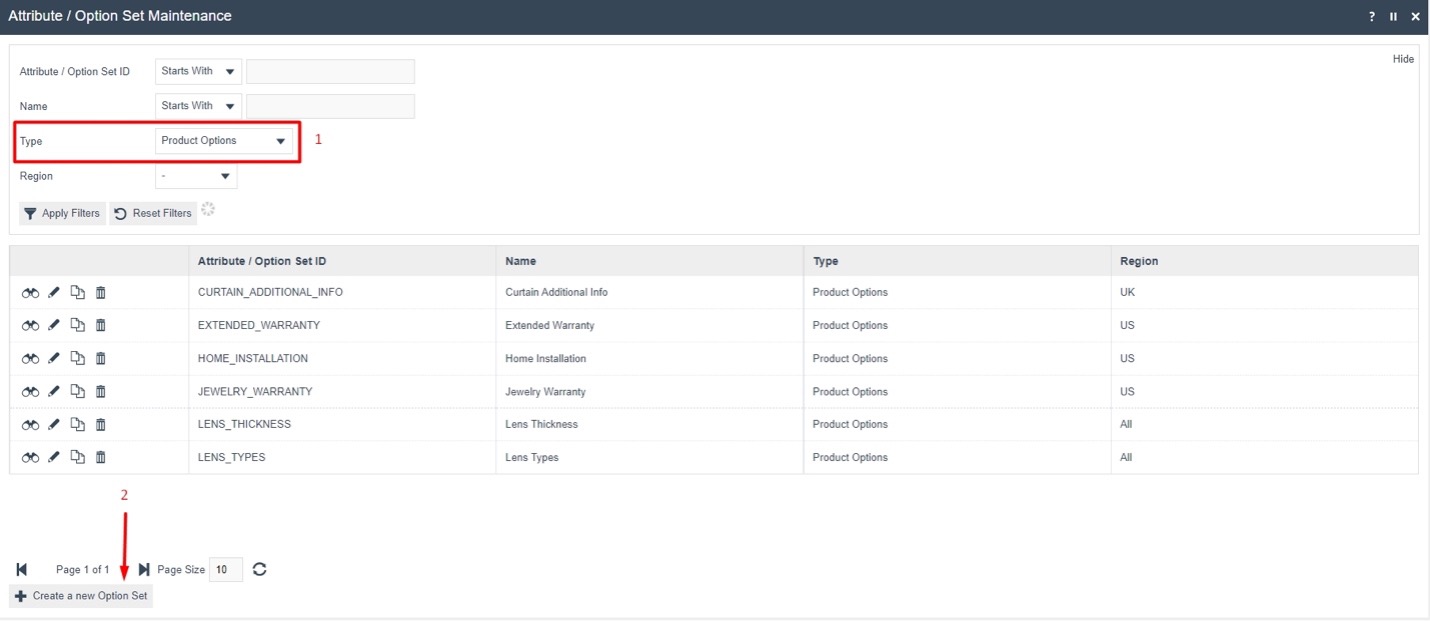 Attribute / Option Set Maintenance ?
Hide
Attribute / Option Set ID Starts With
Name Starts With
Type Product Options 1
Region -
Apply Filters Reset Filters
Attribute / Option Set ID Name Type Region
CURTAIN_ADDITIONAL_INFO Curtain Additional Info Product Options UK
EXTENDED_WARRANTY Extended Warranty Product Options US
HOME_INSTALLATION Home Installation Product Options US
JEWELRY_WARRANTY Jewelry Warranty Product Options US
LENS_THICKNESS Lens Thickness Product Options All
LENS_TYPES Lens Types Product Options All
2
Page 1 of 1 Page Size 10
Create a new Option Set